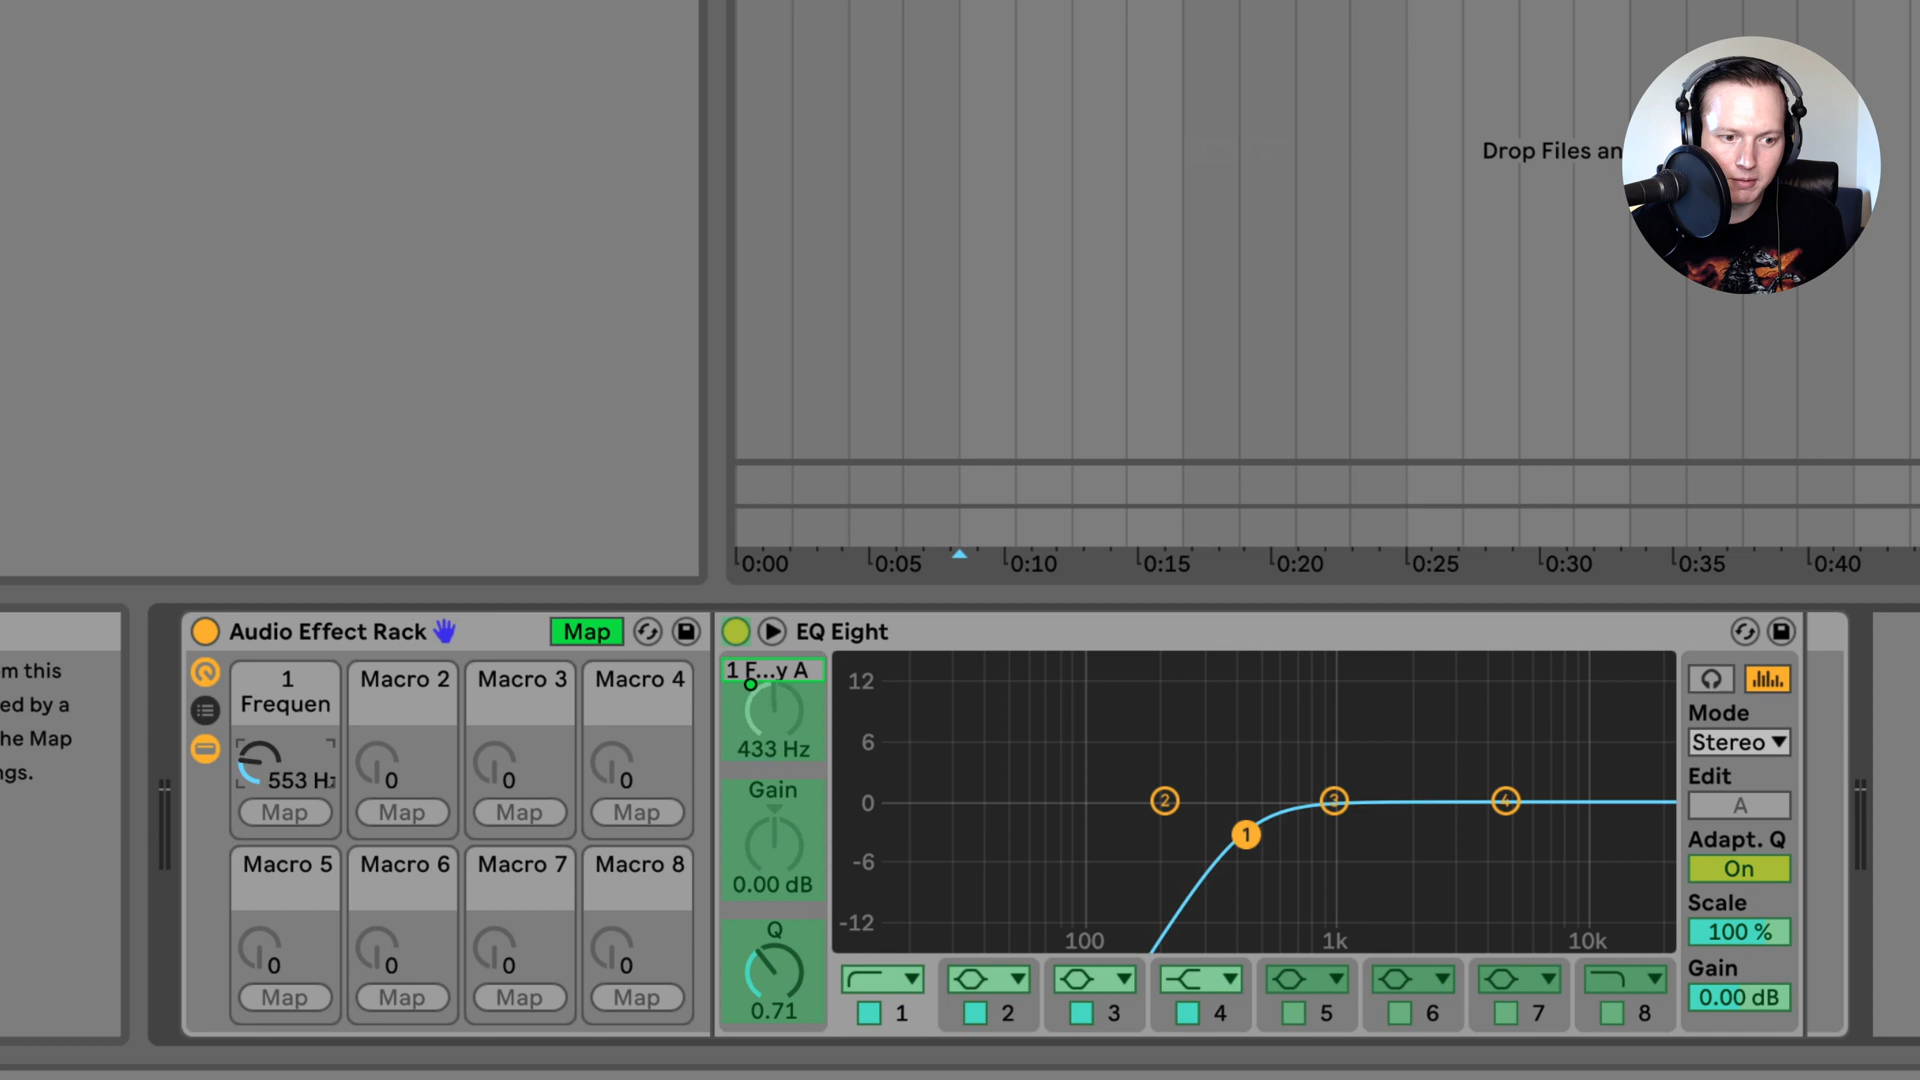 Drop Files an
0:00 0:05 0:10 0:15 0:20 0:25 0:30 0:35 0:40
m this
ed by a
he Map
ngs.
Audio Effect Rack Map
1
Frequen
Macro 2 Macro 3 Macro 4
553 Hz 0 0 0
Map Map Map Map
Macro 5 Macro 6 Macro 7 Macro 8
0 0 0 0
Map Map Map Map
EQ Eight
1 F...y A
433 Hz
Gain
0.00 dB
Q
0.71
12
6
0
-6
-12
2 1 3 4
100 1k 10k
1 2 3 4 5 6 7 8
Mode
Stereo
Edit
A
Adapt. Q
On
Scale
100 %
Gain
0.00 dB